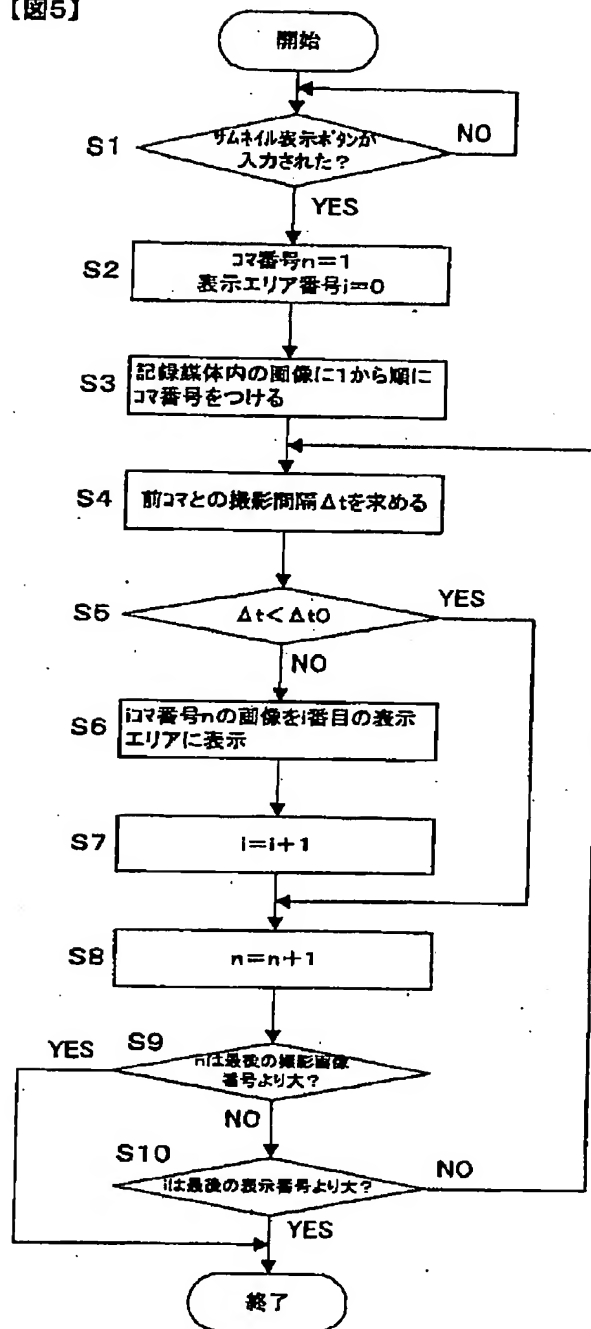 【図5】
開始
S1
サムネイル表示ボタンが
入力された?
NO
YES
S2
コマ番号n=1
表示エリア番号i=0
S3
記録媒体内の画像に1から順に
コマ番号をつける
S4
前コマとの撮影間隔Δtを求める
S5
Δt<Δt0
YES
NO
S6
iコマ番号nの画像をi番目の表示
エリアに表示
S7
i=i+1
S8
n=n+1
S9
YES
nは最後の撮影画像
番号より大?
NO
S10
iは最後の表示番号より大?
NO
YES
終了